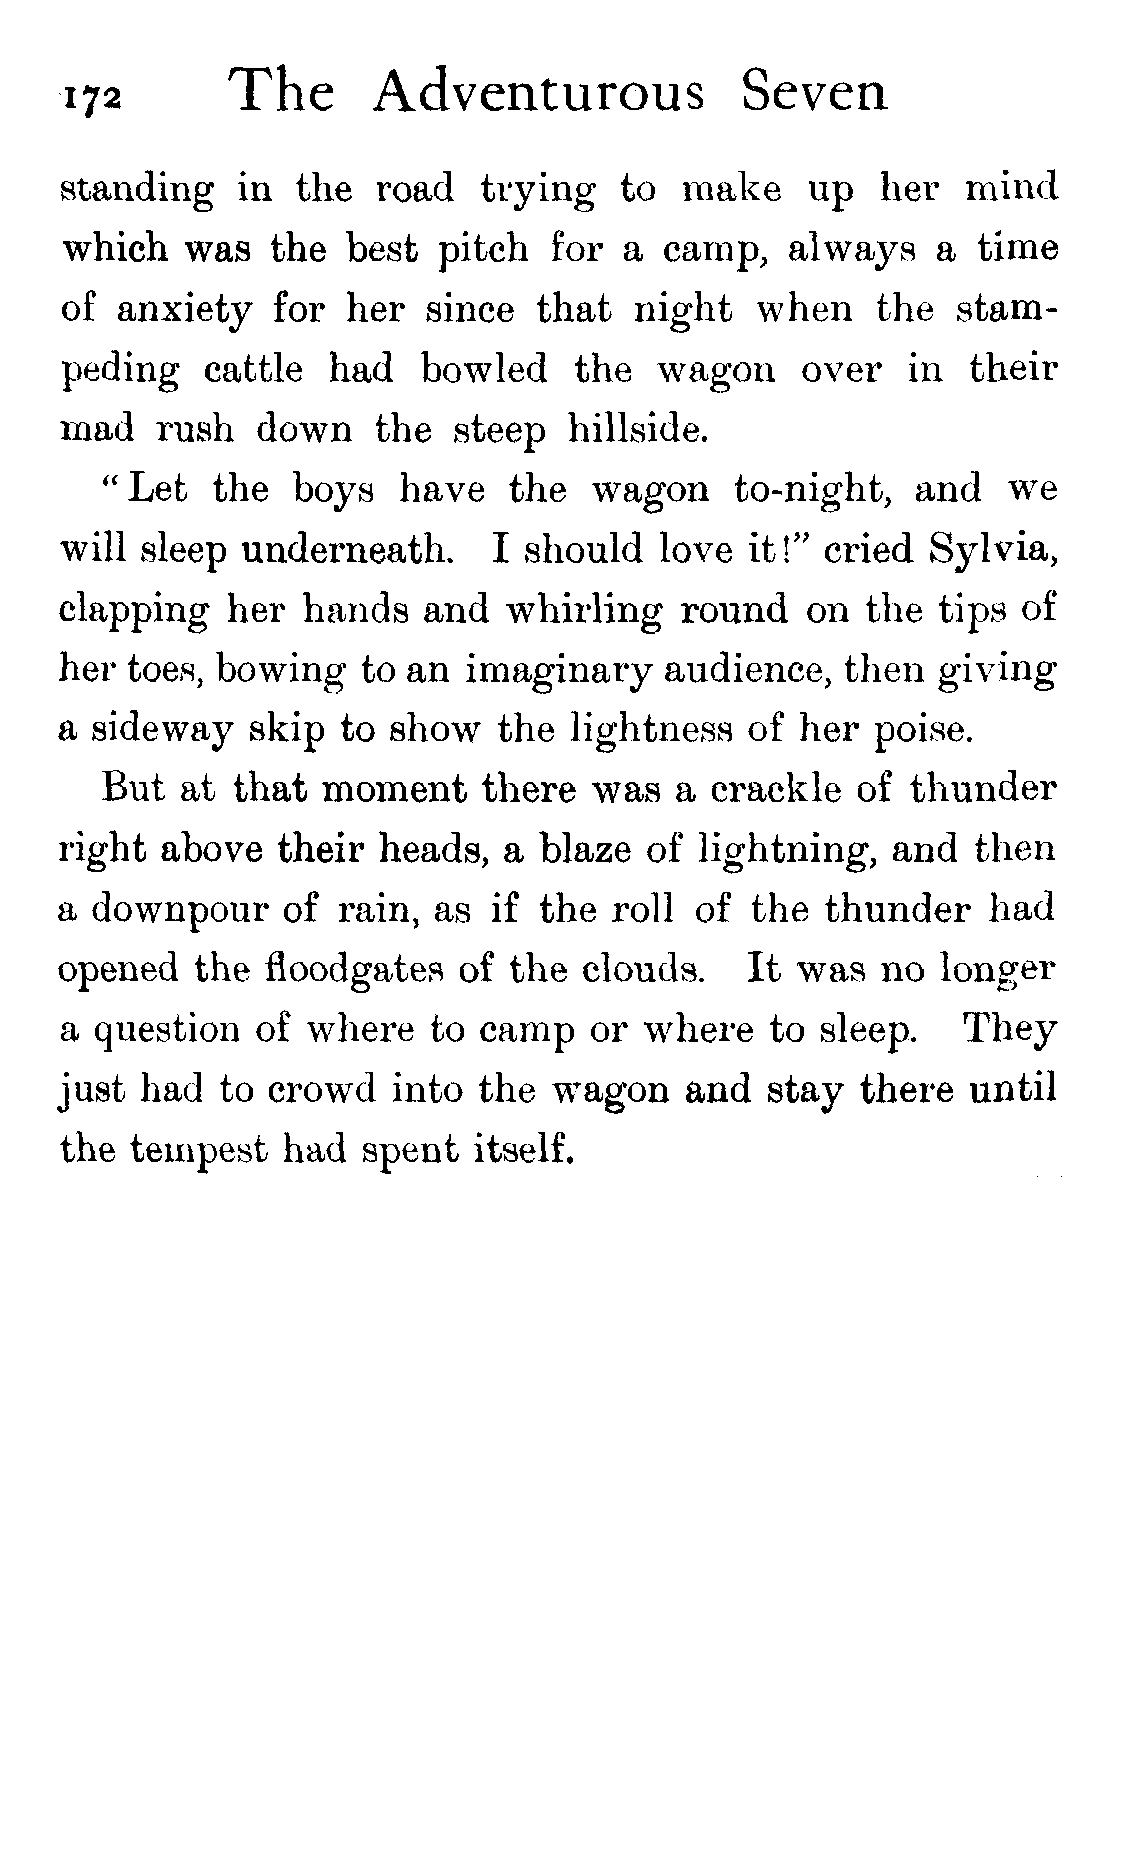 172 The Adventurous Seven
standing in the road trying to make up her mind
which was the best pitch for a camp, always a time
of anxiety for her since that night when the stam-
peding cattle had bowled the wagon over in their
mad rush down the steep hillside.
“Let the boys have the wagon to-night, and we
will sleep underneath. I should love it!” cried Sylvia,
clapping her hands and whirling round on the tips of
her toes, bowing to an imaginary audience, then giving
a sideway skip to show the lightness of her poise.
But at that moment there was a crackle of thunder
right above their heads, a blaze of lightning, and then
a downpour of rain, as if the roll of the thunder had
opened the floodgates of the clouds. It was no longer
a question of where to camp or where to sleep. They
just had to crowd into the wagon and stay there until
the tempest had spent itself.